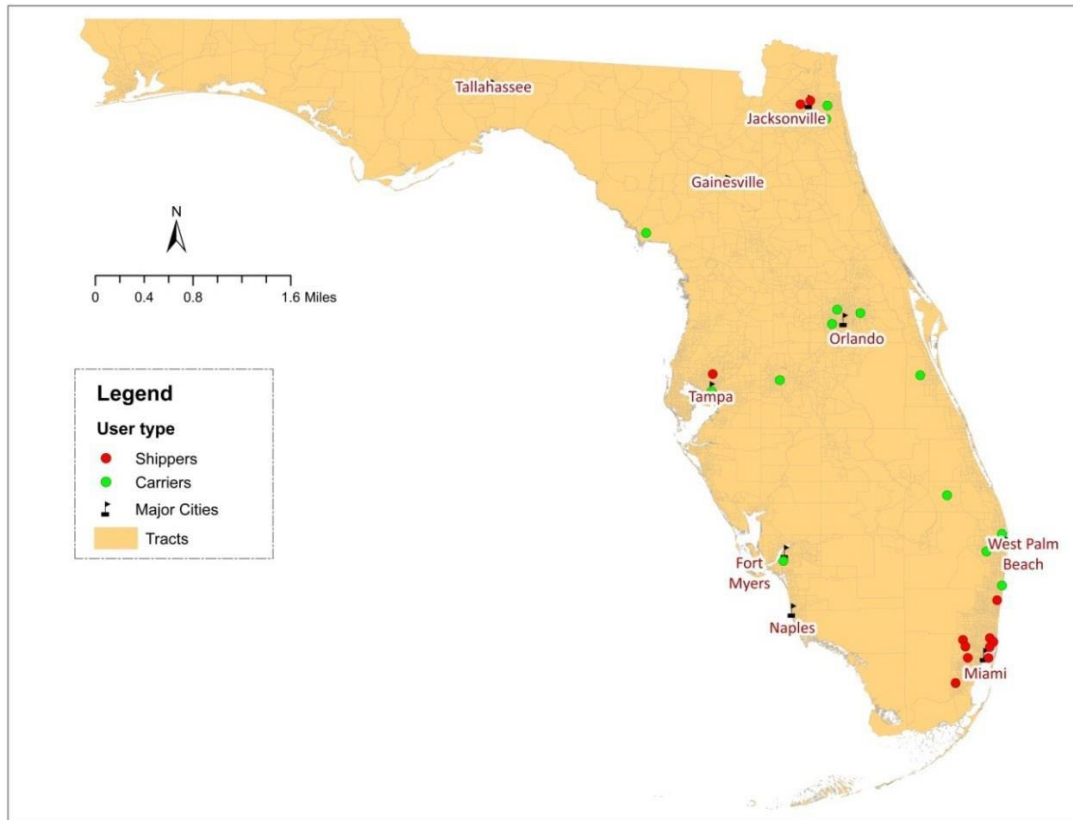 Tallahassee
Jacksonville
Gainesville
N
0 0.4 0.8 1.6 Miles
Orlando
Tampa
Legend
User type
Shippers
Carriers
Major Cities
Tracts
West Palm
Beach
Fort
Myers
Naples
Miami